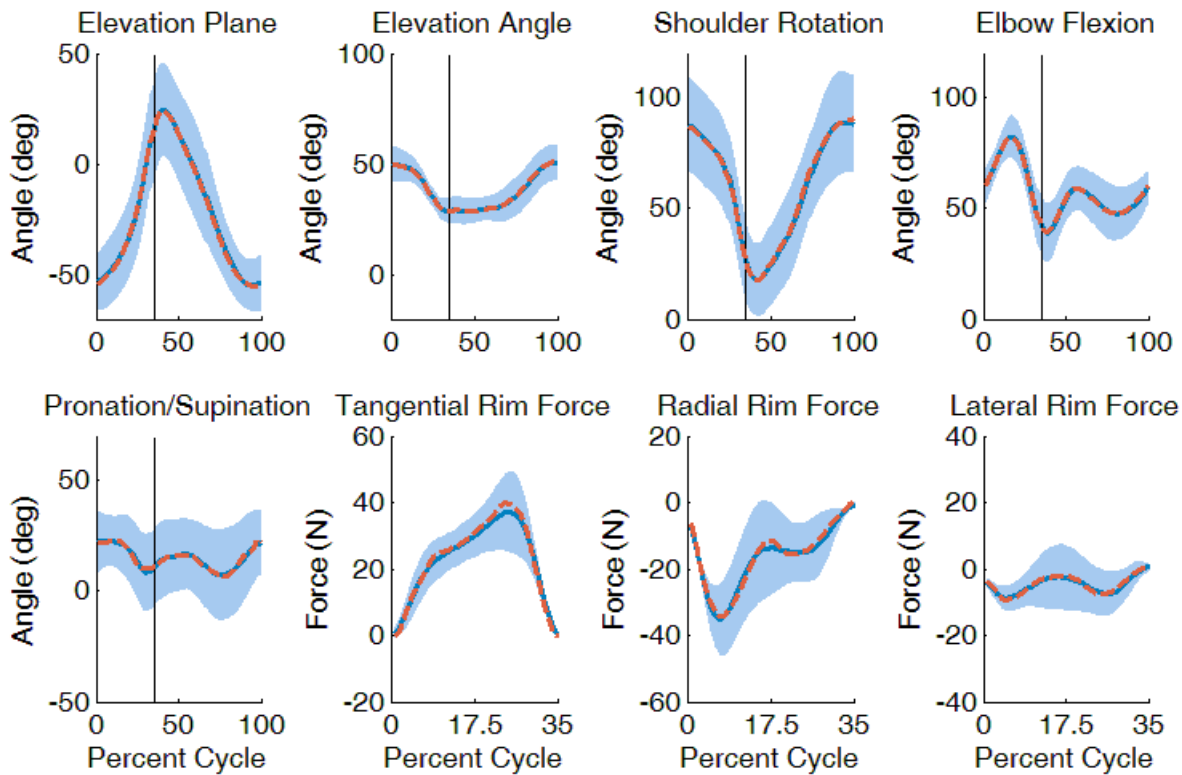 Elevation Plane
Elevation Angle
Shoulder Rotation
Elbow Flexion
Angle (deg)
50
0
-50
0 50 100
Angle (deg)
100
50
0
0 50 100
Angle (deg)
100
50
0
0 50 100
Angle (deg)
100
50
0
0 50 100
Pronation/Supination
Tangential Rim Force
Radial Rim Force
Lateral Rim Force
Angle (deg)
50
0
-50
0 50 100
Percent Cycle
Force (N)
60
40
20
0
-20
0 17.5 35
Percent Cycle
Force (N)
20
0
-20
-40
-60
0 17.5 35
Percent Cycle
Force (N)
40
20
0
-20
40
0 17.5 35
Percent Cycle